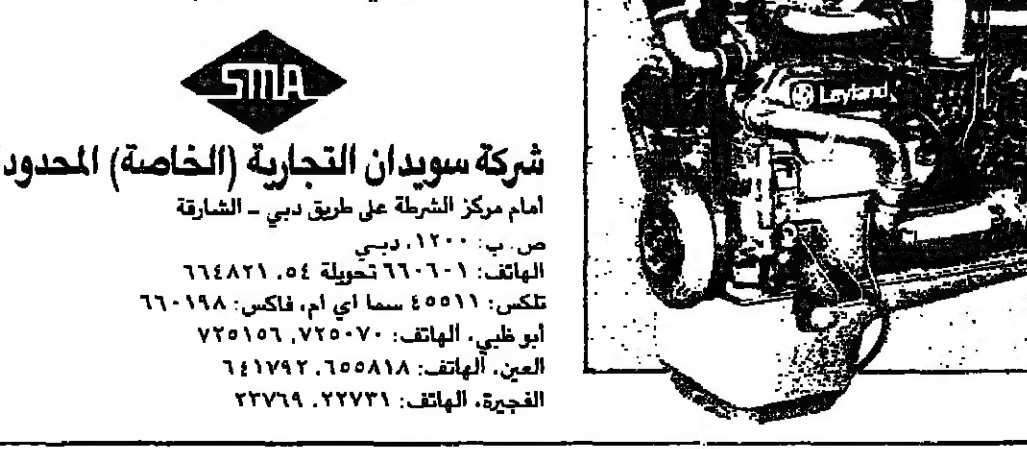 SMA
شركة سويدان التجارية (الخاصة) المحدود
امام مركز الشرطة على طريق دبي - الشارقة
ص. ب: ١٢٠٠، دبي
الهاتف: ٦٦٠٦٠١ تحويلة ٥٤، ٦٦٤٨٢١
تلكس: ٤٥٥١١ سما اي ام، فاكس: ٦٦٠١٩٨
أبو ظبي، الهاتف: ٧٢٥٠٧٠، ٧٢٥١٥٦
العين، الهاتف: ٦٥٥٨١٨، ٦٤١٧٩٢
الفجيرة، الهاتف: ٢٢٧٣١، ٢٣٧٦٩
Leyland